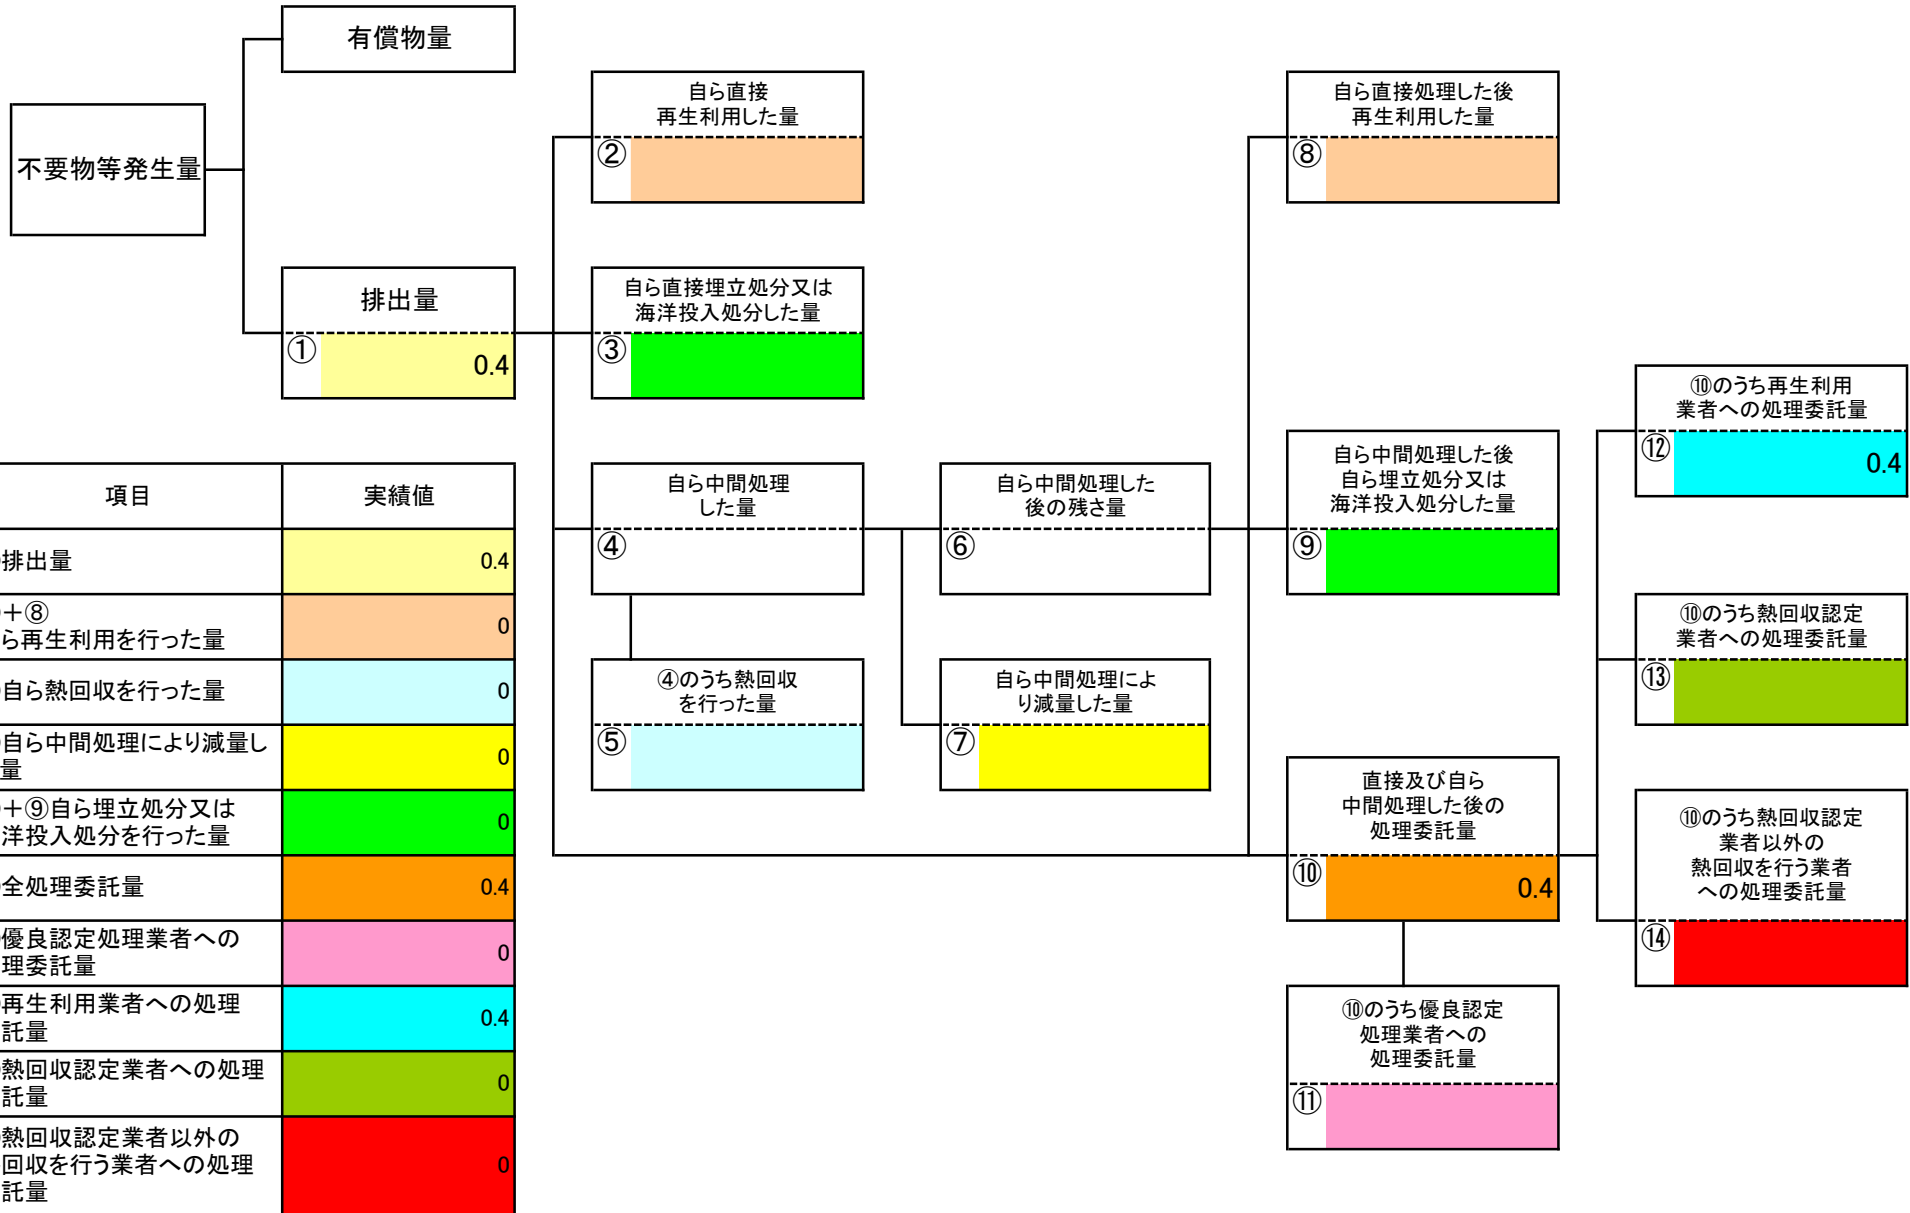 有償物量
不要物等発生量
排出量
①
0.4
自ら直接
再生利用した量
②
自ら直接埋立処分又は
海洋投入処分した量
③
自ら中間処理
した量
④
④のうち熱回収
を行った量
⑤
自ら中間処理した
後の残さ量
⑥
自ら中間処理によ
り減量した量
⑦
自ら直接処理した後
再生利用した量
⑧
自ら中間処理した後
自ら埋立処分又は
海洋投入処分した量
⑨
直接及び自ら
中間処理した後の
処理委託量
⑩
0.4
⑩のうち優良認定
処理業者への
処理委託量
⑪
⑩のうち再生利用
業者への処理委託量
⑫
0.4
⑩のうち熱回収認定
業者への処理委託量
⑬
⑩のうち熱回収認定
業者以外の
熱回収を行う業者
への処理委託量
⑭
項目 実績値
排出量 0.4
+⑧
ら再生利用を行った量 0
自ら熱回収を行った量 0
自ら中間処理により減量し
量 0
+⑨自ら埋立処分又は
洋投入処分を行った量 0
全処理委託量 0.4
優良認定処理業者への
理委託量 0
再生利用業者への処理
託量 0.4
熱回収認定業者への処理
託量 0
熱回収認定業者以外の
回収を行う業者への処理
託量 0